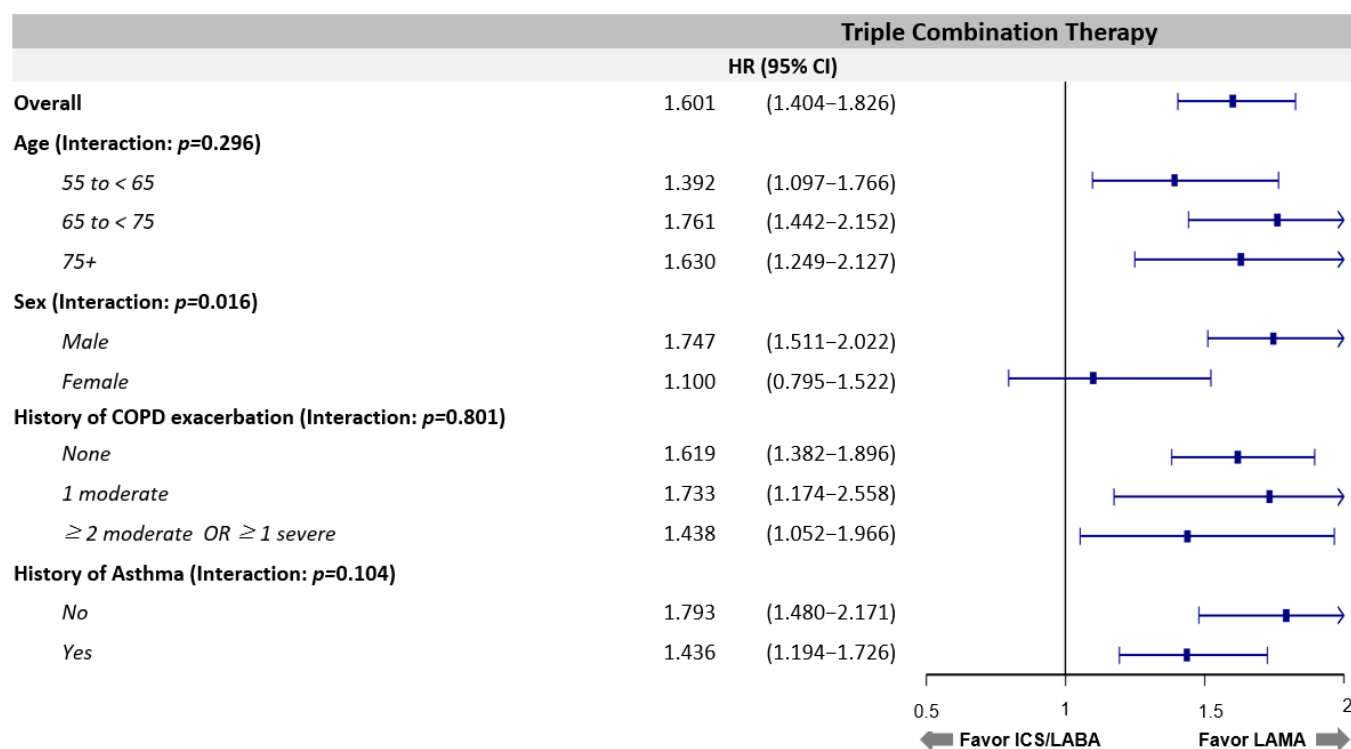 Triple Combination Therapy
HR (95% CI)
Overall 1.601 (1.404–1.826)
Age (Interaction: p=0.296)
55 to < 65 1.392 (1.097–1.766)
65 to < 75 1.761 (1.442–2.152)
75+ 1.630 (1.249–2.127)
Sex (Interaction: p=0.016)
Male 1.747 (1.511–2.022)
Female 1.100 (0.795–1.522)
History of COPD exacerbation (Interaction: p=0.801)
None 1.619 (1.382–1.896)
1 moderate 1.733 (1.174–2.558)
≥ 2 moderate OR ≥ 1 severe 1.438 (1.052–1.966)
History of Asthma (Interaction: p=0.104)
No 1.793 (1.480–2.171)
Yes 1.436 (1.194–1.726)
0.5 1 1.5 2
Favor ICS/LABA Favor LAMA